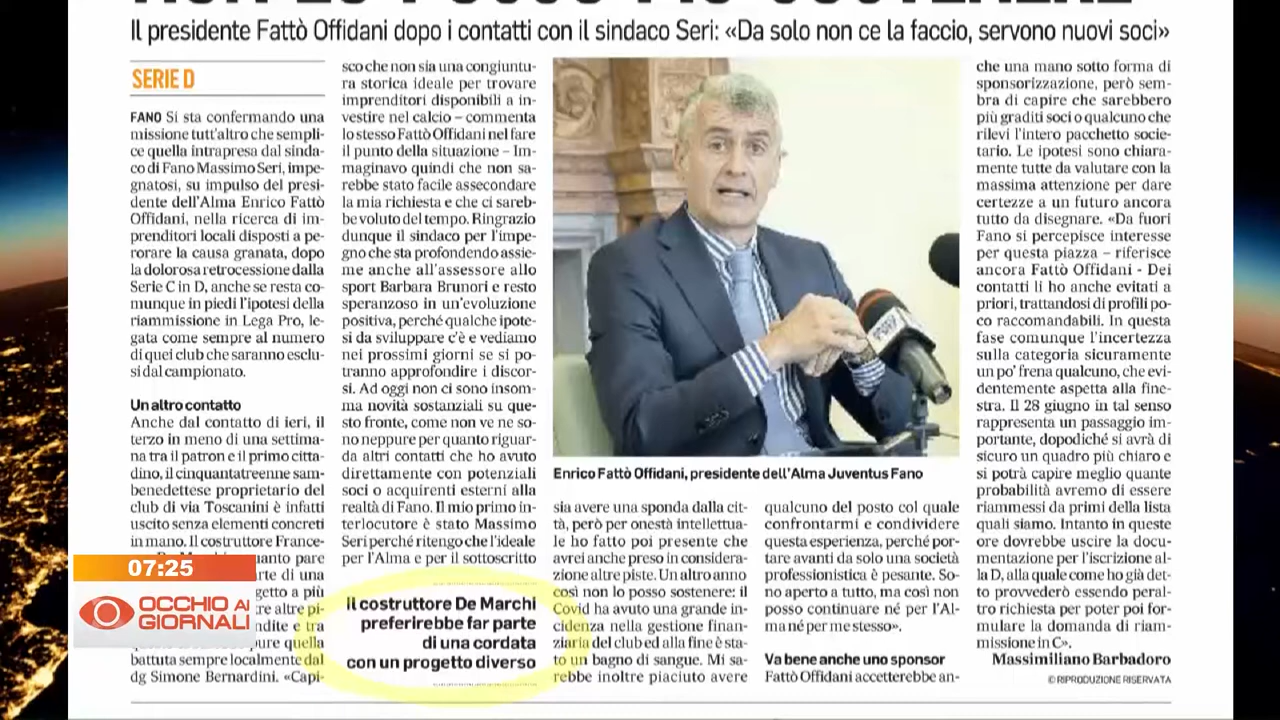 Il presidente Fattò Offidani dopo i contatti con il sindaco Seri: «Da solo non ce la faccio, servono nuovi soci»
SERIE D
FANO Si sta confermando una
missione tutt'altro che sempli-
ce quella intrapresa dal sinda-
co di Fano Massimo Seri, impe-
gnatosi, su impulso del presi-
dente dell'Alma Enrico Fattò
Offidani, nella ricerca di im-
prenditori locali disposti a pe-
rorare la causa granata, dopo
la dolorosa retrocessione dalla
Serie C in D, anche se resta co-
munque in piedi l'ipotesi della
riammissione in Lega Pro, le-
gata come sempre al numero
di quei club che saranno esclu-
si dal campionato.
Un altro contatto
Anche dal contatto di ieri, il
terzo in meno di una settima-
na tra il patron e il primo citta-
dino, il cinquantatreenne sam-
benedettese proprietario del
club di via Toscanini è infatti
uscito senza elementi concreti
in mano. Il costruttore France-
uanto pare
rte di una
getto a più
re altre pi-
ndite e tra
pure quella
battuta sempre localmente dal
dg Simone Bernardini. «Capi-
sco che non sia una congiuntu-
ra storica ideale per trovare
imprenditori disponibili a in-
vestire nel calcio – commenta
lo stesso Fattò Offidani nel fare
il punto della situazione – Im-
maginavo quindi che non sa-
rebbe stato facile assecondare
la mia richiesta e che ci sareb-
be voluto del tempo. Ringrazio
dunque il sindaco per l'impe-
gno che sta profondendo assie-
me anche all'assessore allo
sport Barbara Brunori e resto
speranzoso in un'evoluzione
positiva, perché qualche ipote-
si da sviluppare c'è e vediamo
nei prossimi giorni se si po-
tranno approfondire i discor-
si. Ad oggi non ci sono insom-
ma novità sostanziali su que-
sto fronte, come non ve ne so-
no neppure per quanto riguar-
da altri contatti che ho avuto
direttamente con potenziali
soci o acquirenti esterni alla
realtà di Fano. Il mio primo in-
terlocutore è stato Massimo
Seri perché ritengo che l'ideale
per l'Alma e per il sottoscritto
Il costruttore De Marchi
preferirebbe far parte
di una cordata
con un progetto diverso
Enrico Fattò Offidani, presidente dell'Alma Juventus Fano
sia avere una sponda dalla cit-
tà, però per onestà intellettua-
le ho fatto poi presente che
avrei anche preso in considera-
zione altre piste. Un altro anno
così non lo posso sostenere: il
Covid ha avuto una grande in-
cidenza nella gestione finan-
ziaria del club ed alla fine è sta-
to un bagno di sangue. Mi sa-
rebbe inoltre piaciuto avere
qualcuno del posto col quale
confrontarmi e condividere
questa esperienza, perché por-
tare avanti da solo una società
professionistica è pesante. So-
no aperto a tutto, ma così non
posso continuare né per l'Al-
ma né per me stesso».
Va bene anche uno sponsor
Fattò Offidani accetterebbe an-
che una mano sotto forma di
sponsorizzazione, però sem-
bra di capire che sarebbero
più graditi soci o qualcuno che
rilevi l'intero pacchetto socie-
tario. Le ipotesi sono chiara-
mente tutte da valutare con la
massima attenzione per dare
certezze a un futuro ancora
tutto da disegnare. «Da fuori
Fano si percepisce interesse
per questa piazza – riferisce
ancora Fattò Offidani - Dei
contatti li ho anche evitati a
priori, trattandosi di profili po-
co raccomandabili. In questa
fase comunque l'incertezza
sulla categoria sicuramente
un po' frena qualcuno, che evi-
dentemente aspetta alla fine-
stra. Il 28 giugno in tal senso
rappresenta un passaggio im-
portante, dopodiché si avrà di
sicuro un quadro più chiaro e
si potrà capire meglio quante
probabilità avremo di essere
riammessi da primi della lista
quali siamo. Intanto in queste
ore dovrebbe uscire la docu-
mentazione per l'iscrizione al-
la D, alla quale come ho già det-
to provvederò essendo peral-
tro richiesta per poter poi for-
mulare la domanda di riam-
missione in C».
Massimiliano Barbadoro
© RIPRODUZIONE RISERVATA
07:25
OCCHIO AI
GIORNALI